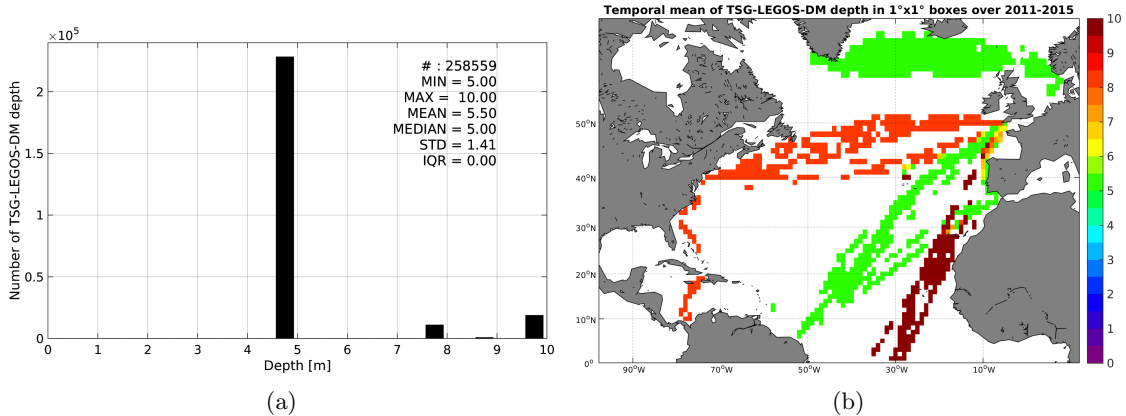 Temporal mean of TSG-LEGOS-DM depth in 1°x1° boxes over 2011-2015
×10⁵
Number of TSG-LEGOS-DM depth
2
1.5
1
0.5
0
# : 258559
MIN = 5.00
MAX = 10.00
MEAN = 5.50
MEDIAN = 5.00
STD = 1.41
IQR = 0.00
0 1 2 3 4 5 6 7 8 9 10
Depth [m]
(a)
50°N
40°N
30°N
20°N
10°N
0°
90°W 70°W 50°W 30°W 10°W
10
9
8
7
6
5
4
3
2
1
0
(b)